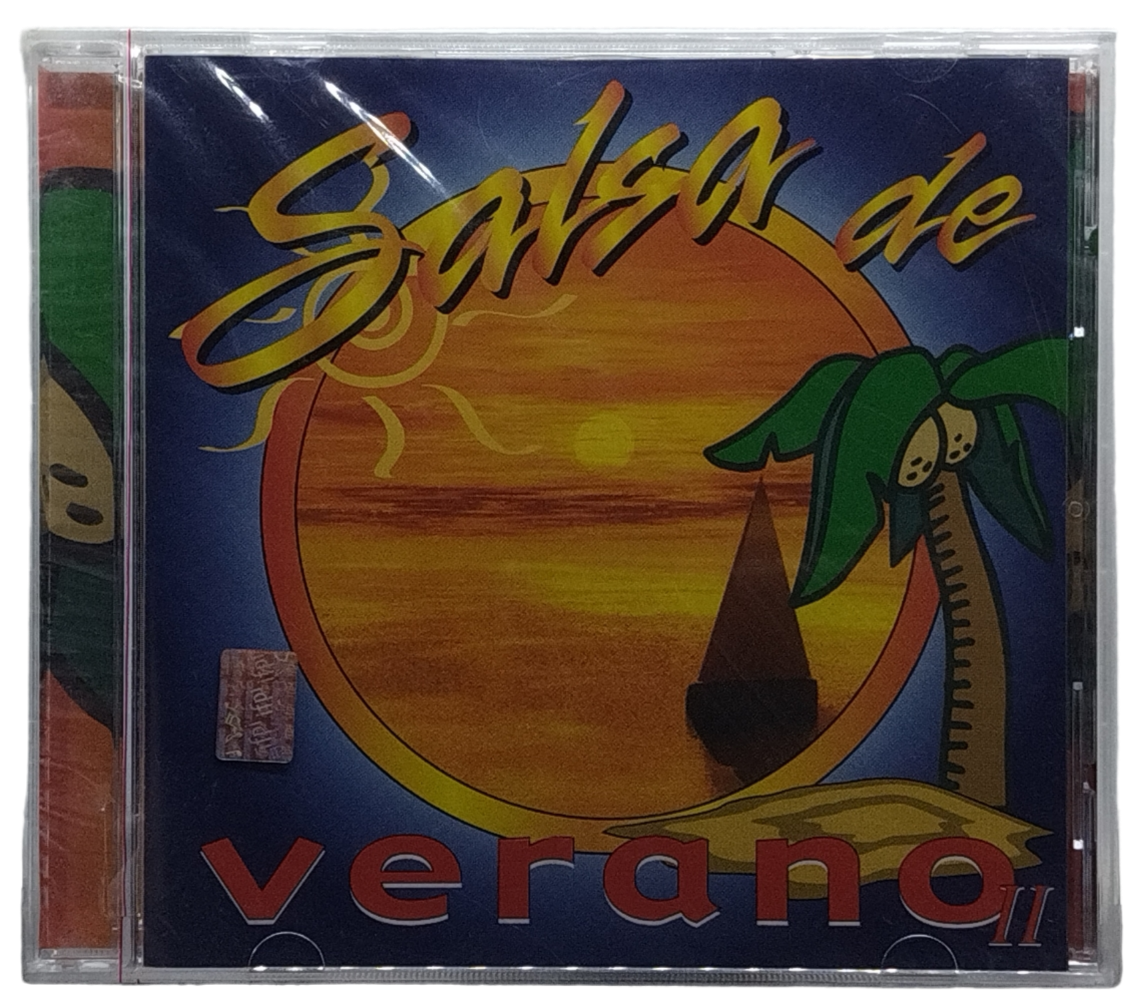 Salsa de
verano
II